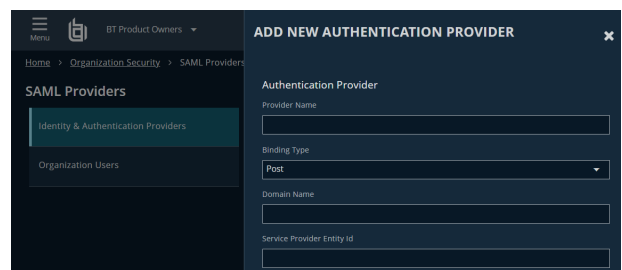 Menu
BT Product Owners
Home > Organization Security > SAML Providers
SAML Providers
Identity & Authentication Providers
Organization Users
ADD NEW AUTHENTICATION PROVIDER
Authentication Provider
Provider Name
Binding Type
Post
Domain Name
Service Provider Entity Id